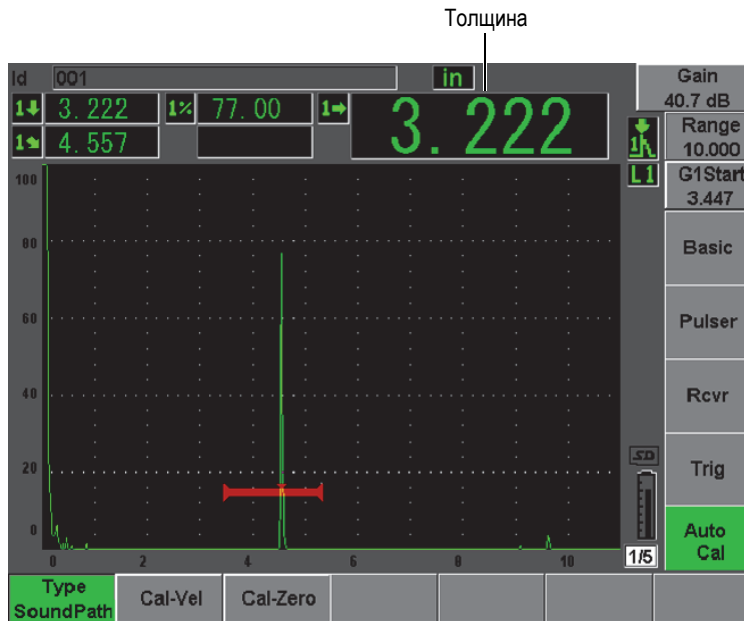 Толщина
Id 001 in
Gain
40.7 dB
1 3.222 1% 77.00 1 3.222
1 4.557
1
Range
10.000
L1
G1Start
3.447
100
80
60
40
20
0
0 2 4 6 8 10
Basic
Pulser
Rcvr
SD
Trig
Auto
Cal
1/5
Type
SoundPath
Cal-Vel
Cal-Zero